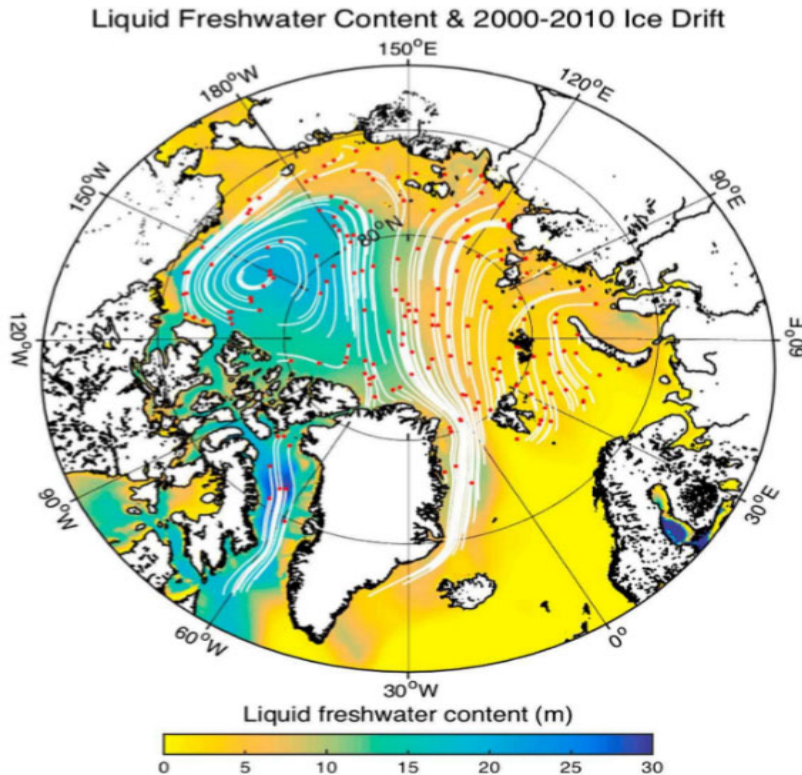 Liquid Freshwater Content & 2000-2010 Ice Drift
150°E
180°W
120°E
70°N
150°W
90°E
80°N
120°W
60°E
90°W
30°E
60°W
0°
30°W
Liquid freshwater content (m)
0 5 10 15 20 25 30